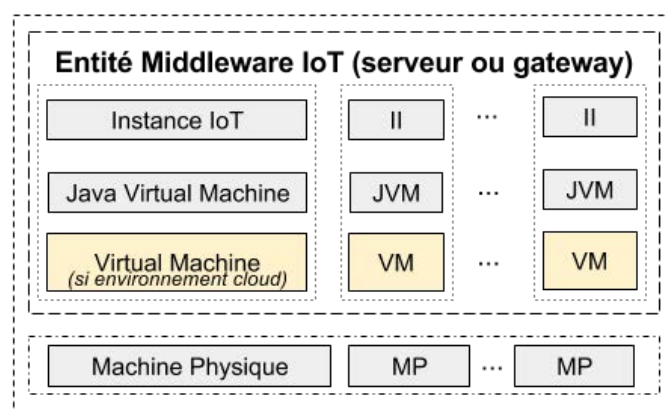 Entité Middleware IoT (serveur ou gateway)
Instance IoT II ... II
Java Virtual Machine JVM ... JVM
Virtual Machine VM ... VM
(si environnement cloud)
Machine Physique MP ... MP